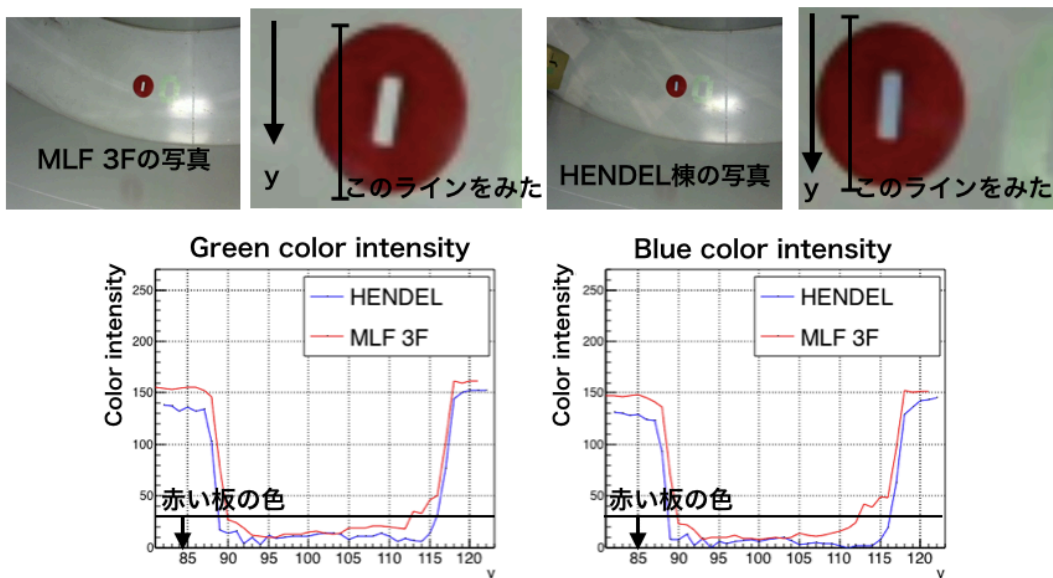 MLF 3Fの写真
y
このラインをみた
HENDEL棟の写真
y
このラインをみた
Green color intensity
Color intensity
250
200
150
100
50
0
HENDEL
MLF 3F
赤い板の色
85 90 95 100 105 110 115 120
y
Blue color intensity
Color intensity
250
200
150
100
50
0
HENDEL
MLF 3F
赤い板の色
85 90 95 100 105 110 115 120
y